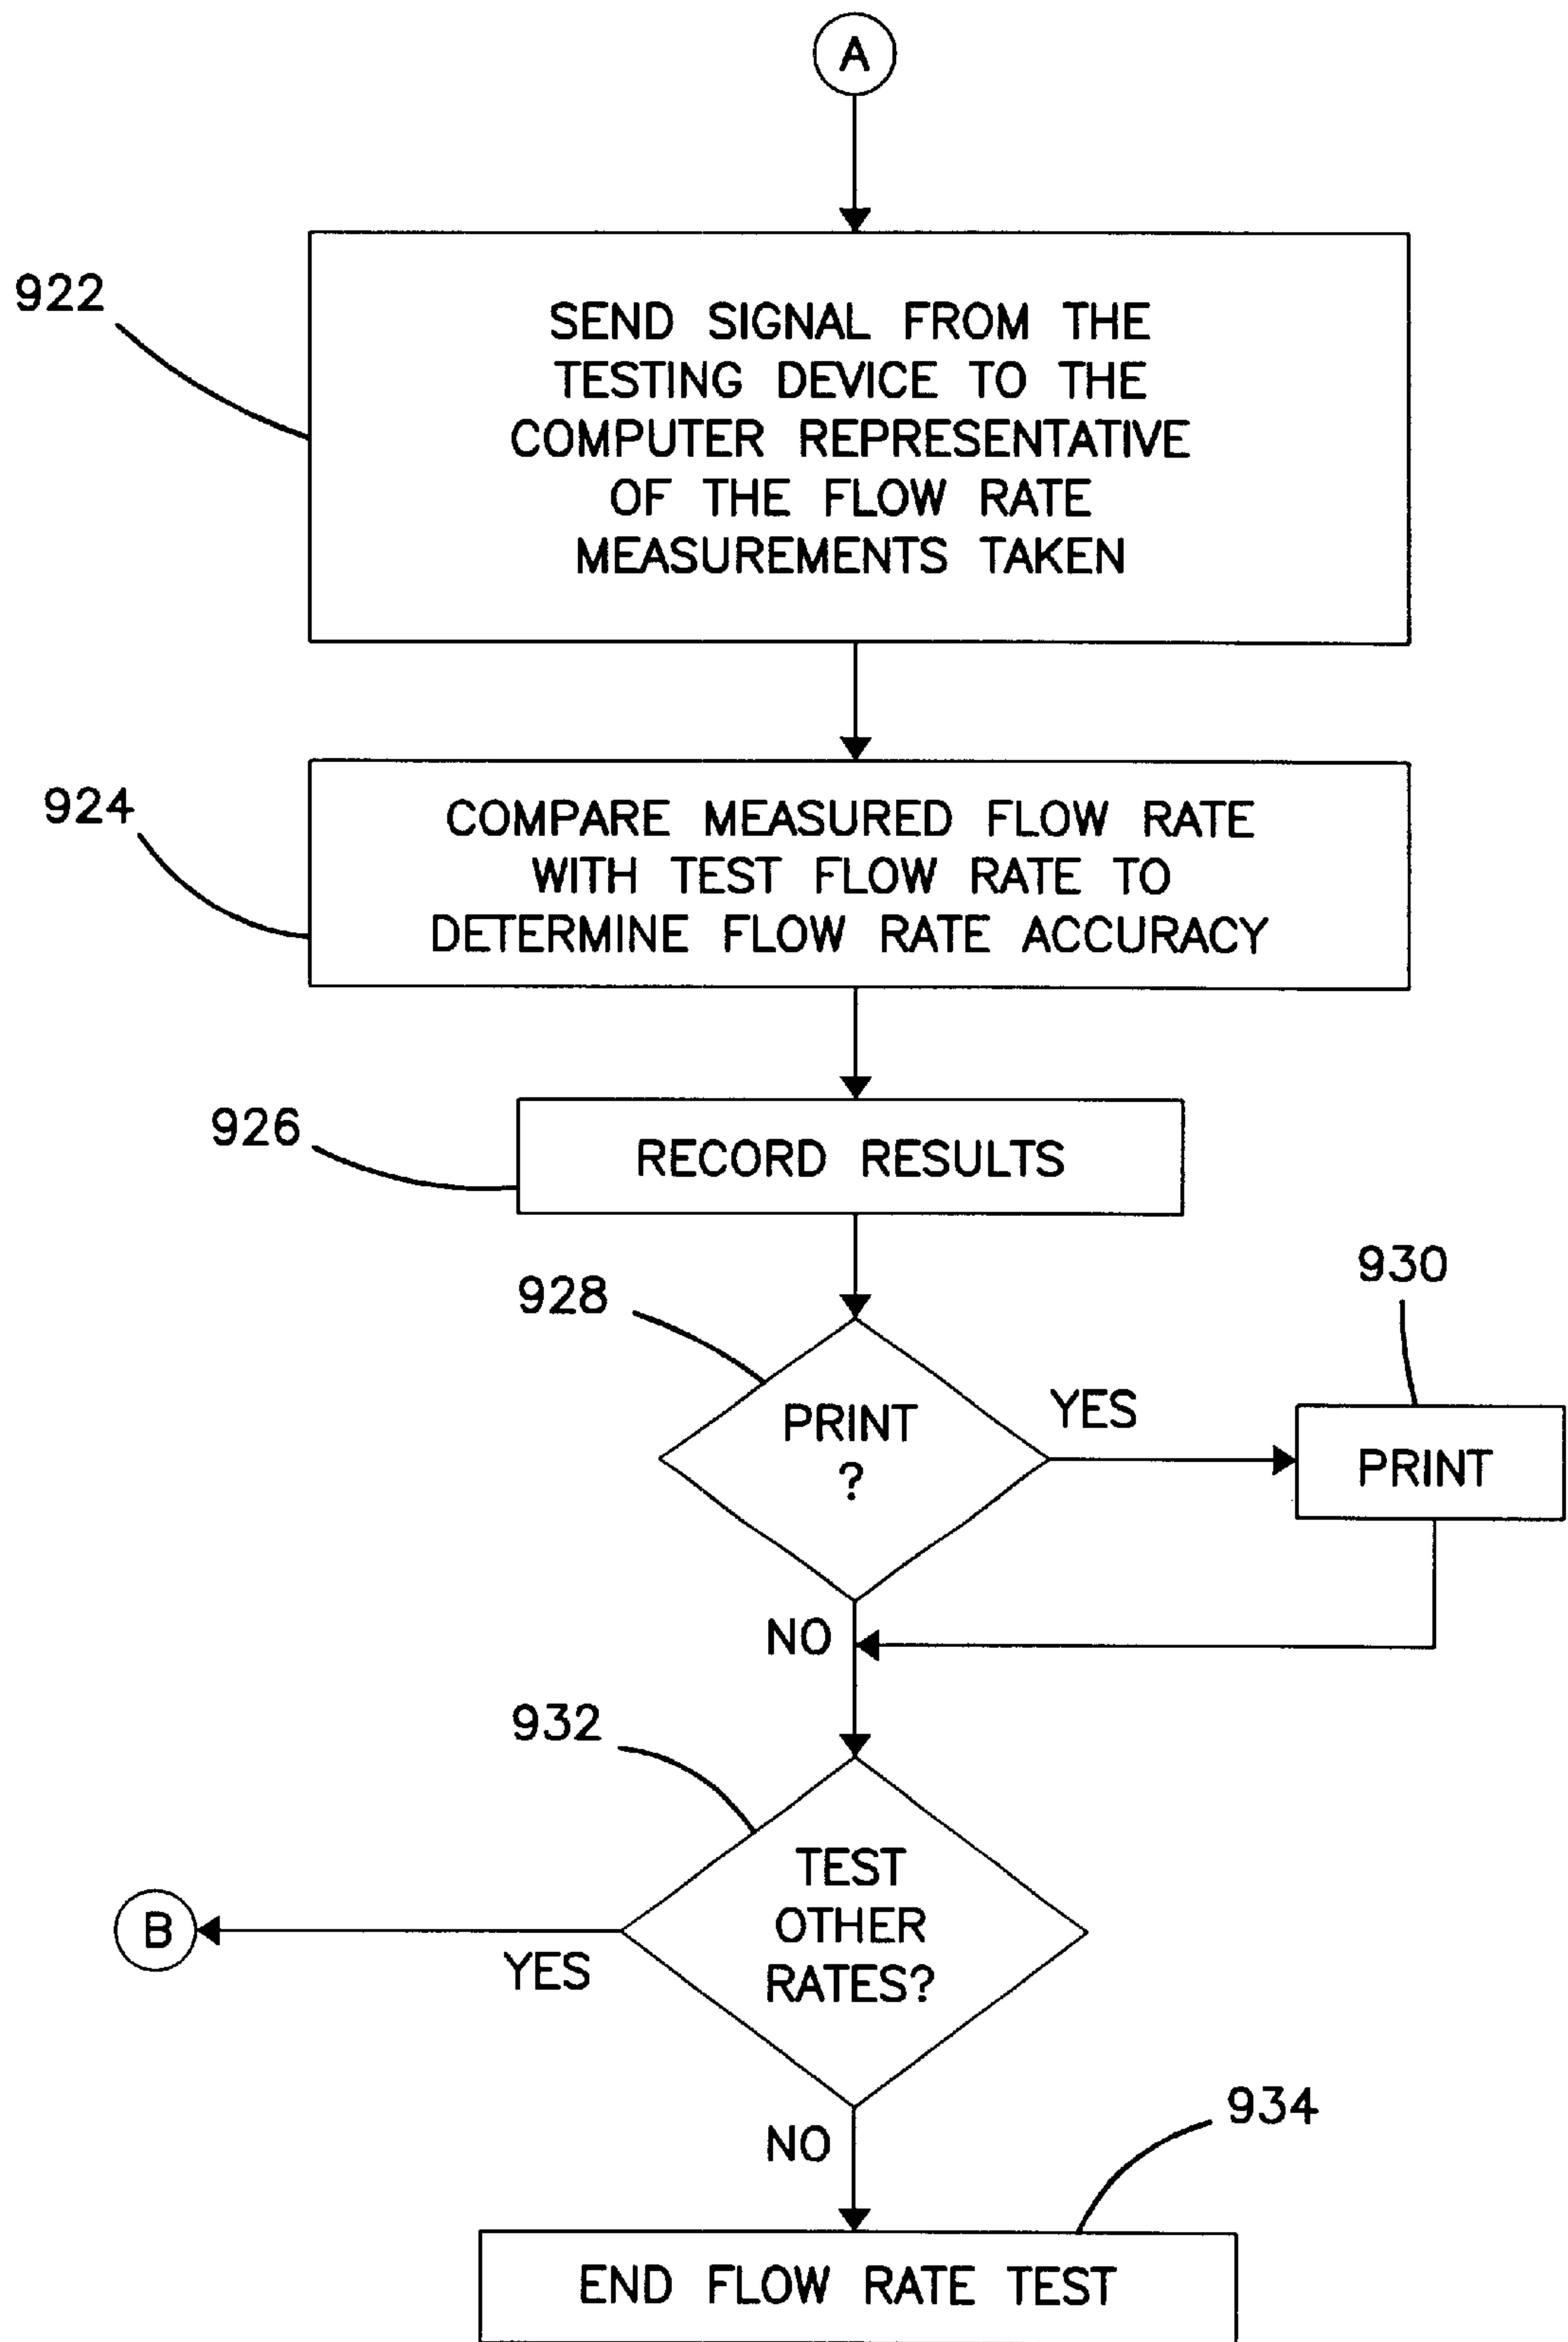 A
922
SEND SIGNAL FROM THE
TESTING DEVICE TO THE
COMPUTER REPRESENTATIVE
OF THE FLOW RATE
MEASUREMENTS TAKEN
924
COMPARE MEASURED FLOW RATE
WITH TEST FLOW RATE TO
DETERMINE FLOW RATE ACCURACY
926
RECORD RESULTS
928
PRINT
?
YES
930
PRINT
NO
932
TEST
OTHER
RATES?
YES
B
NO
934
END FLOW RATE TEST